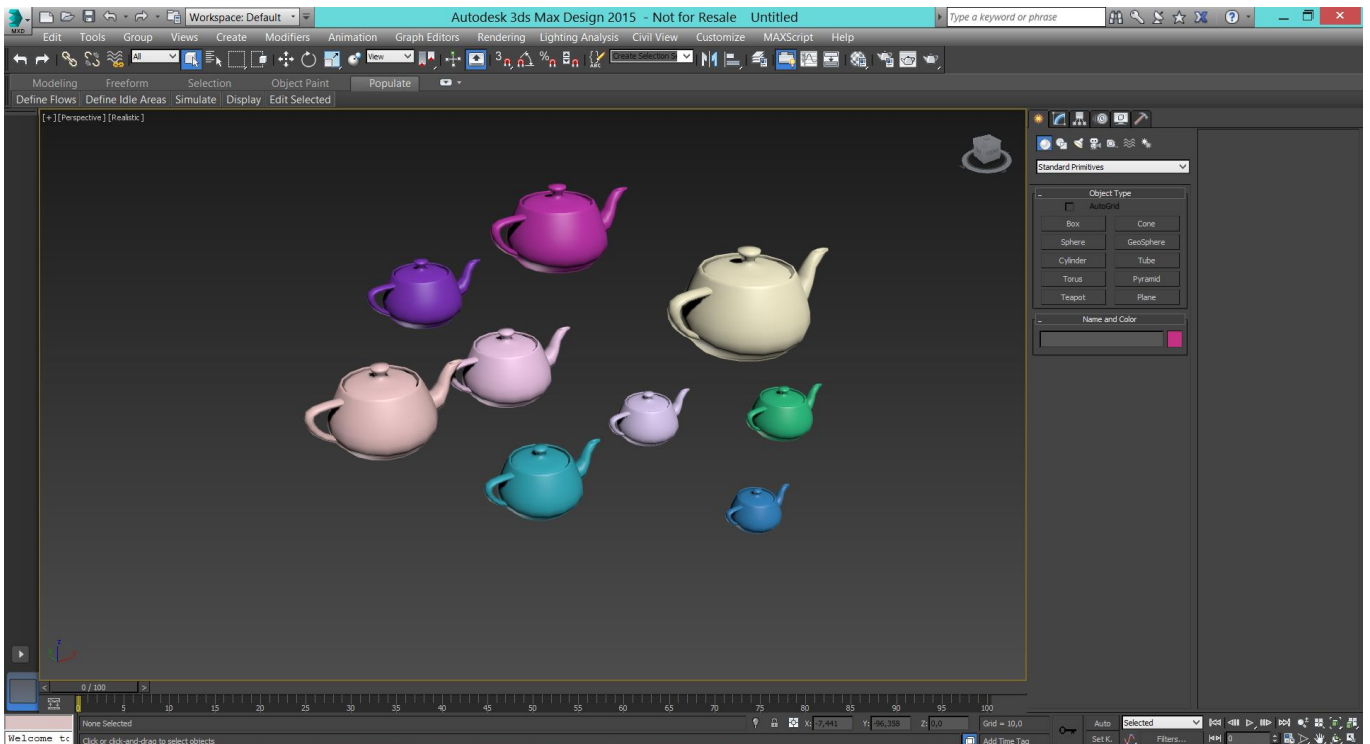 MXD
Workspace: Default
Autodesk 3ds Max Design 2015 - Not for Resale Untitled
Type a keyword or phrase
Edit Tools Group Views Create Modifiers Animation Graph Editors Rendering Lighting Analysis Civil View Customize MAXScript Help
All
View
3
%
ABC
Create Selection S
Modeling Freeform Selection Object Paint Populate
Define Flows Define Idle Areas Simulate Display Edit Selected
[+] [Perspective] [Realistic]
Standard Primitives
- Object Type
AutoGrid
Box Cone
Sphere GeoSphere
Cylinder Tube
Torus Pyramid
Teapot Plane
- Name and Color
z
< 0 / 100 >
0 5 10 15 20 25 30 35 40 45 50 55 60 65 70 75 80 85 90 95 100
None Selected
X: -7,441 Y: -96,358 Z: 0,0 Grid = 10,0
Auto Selected
Welcome to
Click or click-and-drag to select objects
Add Time Tag
Set K. Filters...
0